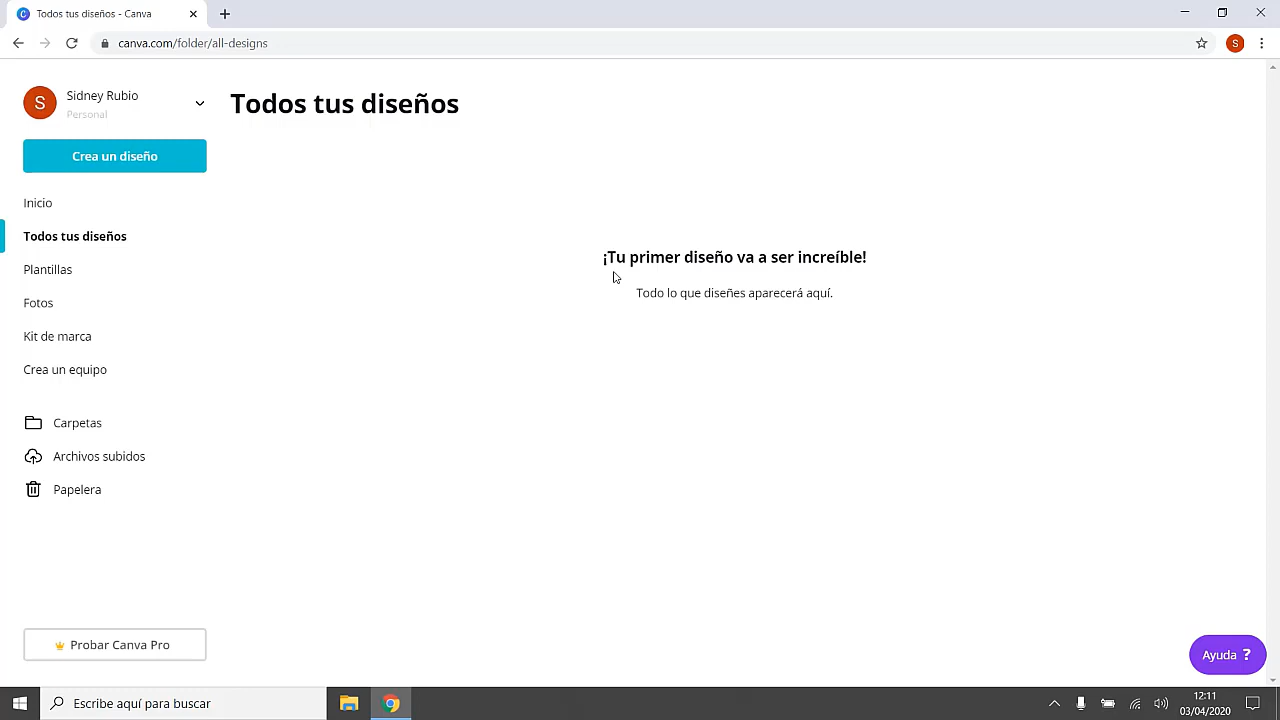 Todos tus diseños - Canva
canva.com/folder/all-designs
S
S
Sidney Rubio
Personal
Todos tus diseños
Crea un diseño
Inicio
Todos tus diseños
Plantillas
Fotos
Kit de marca
Crea un equipo
Carpetas
Archivos subidos
Papelera
¡Tu primer diseño va a ser increíble!
Todo lo que diseñes aparecerá aquí.
Probar Canva Pro
Ayuda ?
Escribe aquí para buscar
12:11
03/04/2020